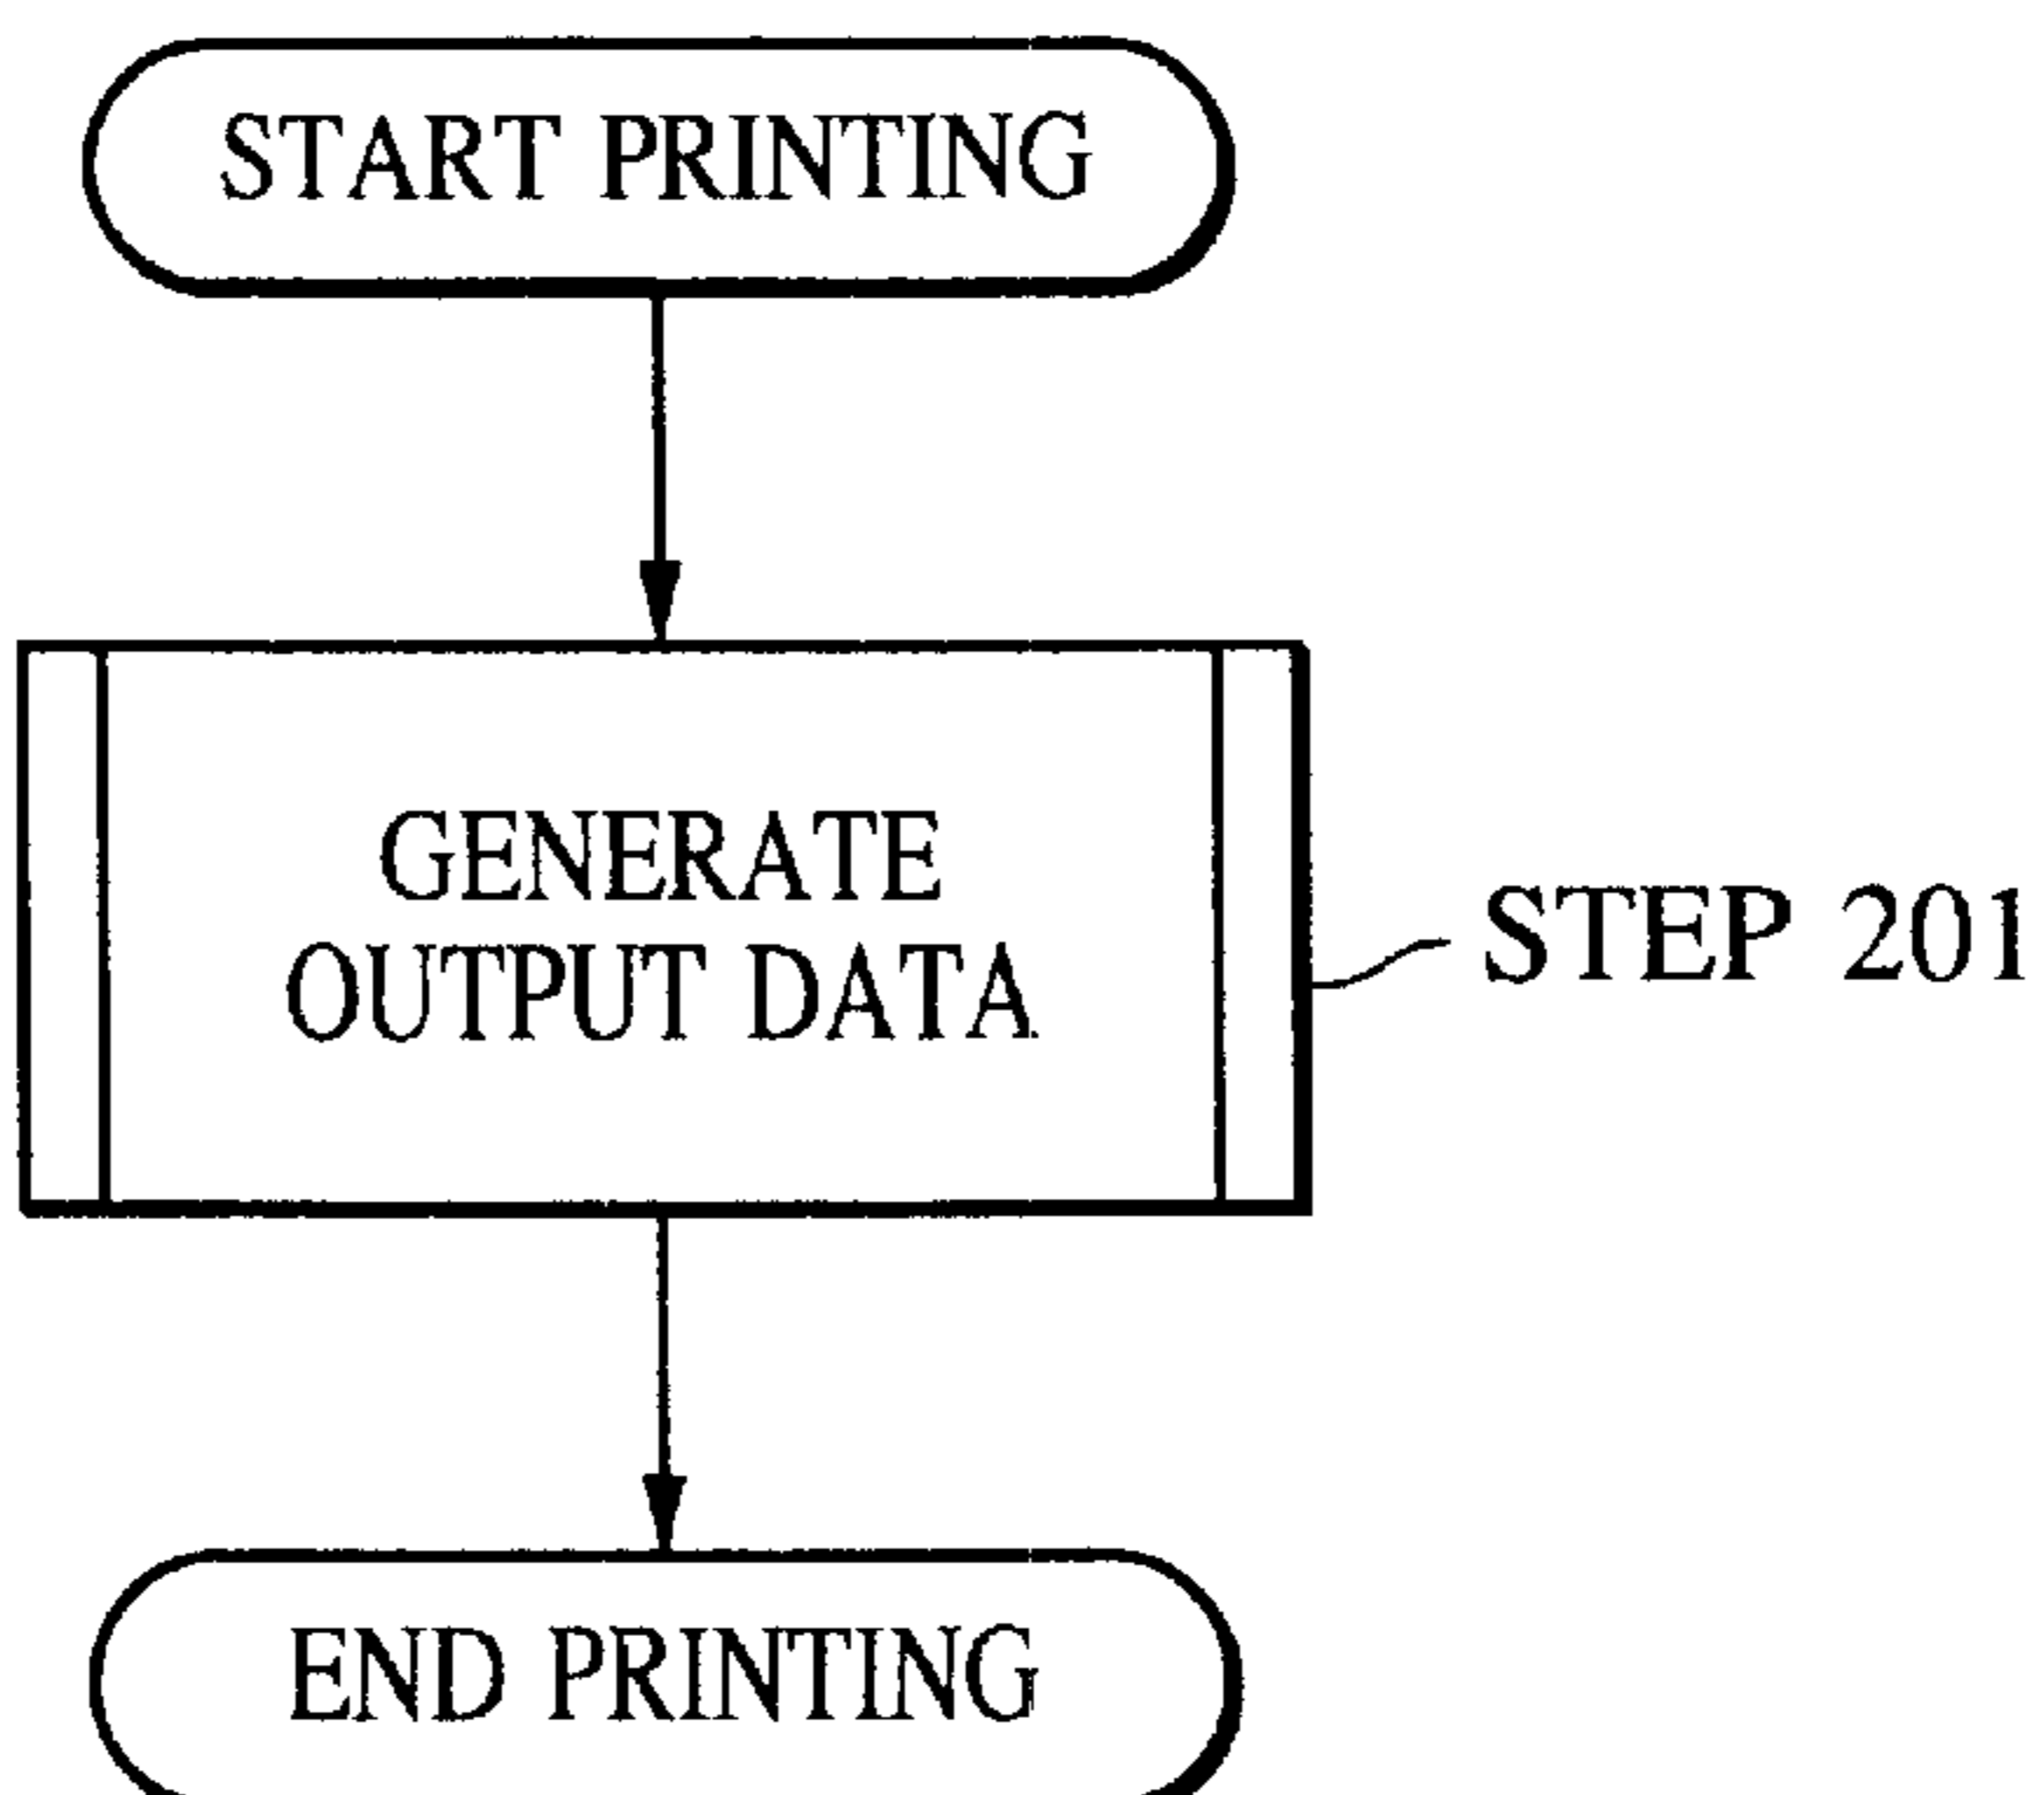 START PRINTING
GENERATE
OUTPUT DATA
STEP 201
END PRINTING